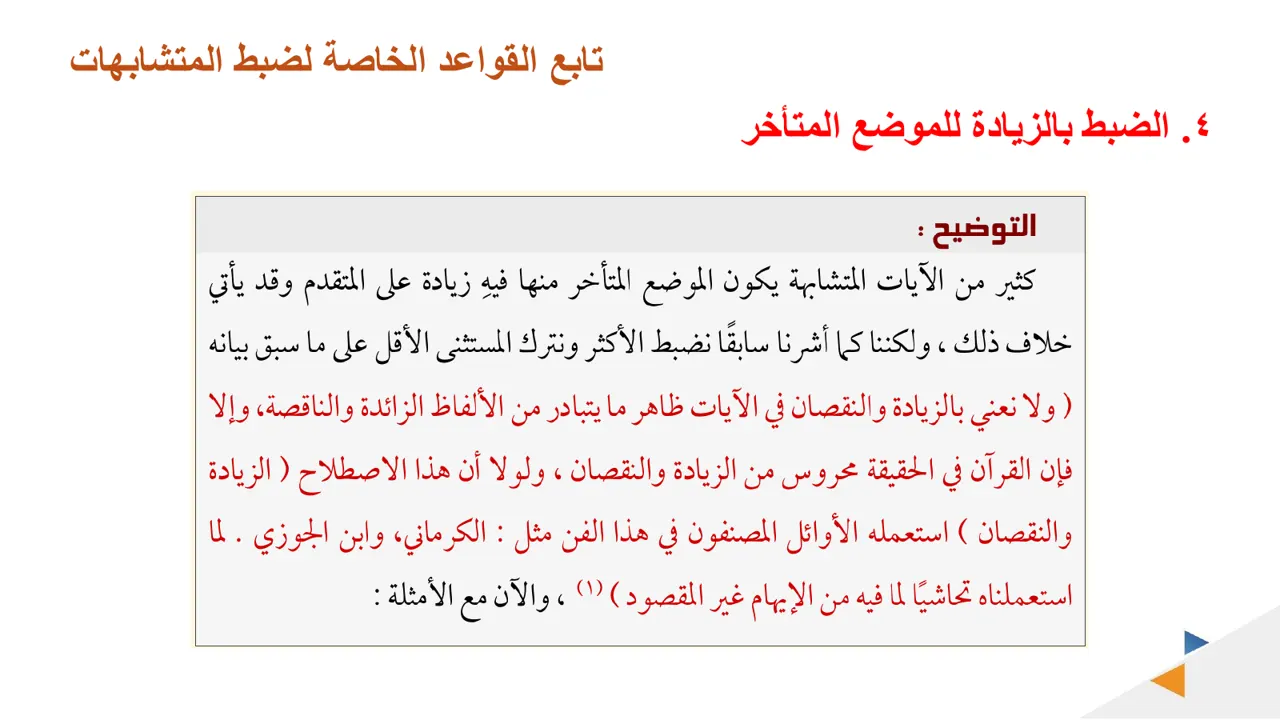 تابع القواعد الخاصة لضبط المتشابهات
٤. الضبط بالزيادة للموضع المتأخر
التوضيح :
كثير من الآيات المتشابهة يكون الموضع المتأخر منها فيهِ زيادة على المتقدم وقد يأتي
خلاف ذلك ، ولكننا كما أشرنا سابقًا نضبط الأكثر ونترك المستثنى الأقل على ما سبق بيانه
( ولا نعني بالزيادة والنقصان في الآيات ظاهر ما يتبادر من الألفاظ الزائدة والناقصة، وإلا
فإن القرآن في الحقيقة محروس من الزيادة والنقصان ، ولولا أن هذا الاصطلاح ( الزيادة
والنقصان ) استعمله الأوائل المصنفون في هذا الفن مثل : الكرماني، وابن الجوزي . لما
استعملناه تحاشيًا لما فيه من الإيهام غير المقصود ) (١) ، والآن مع الأمثلة :